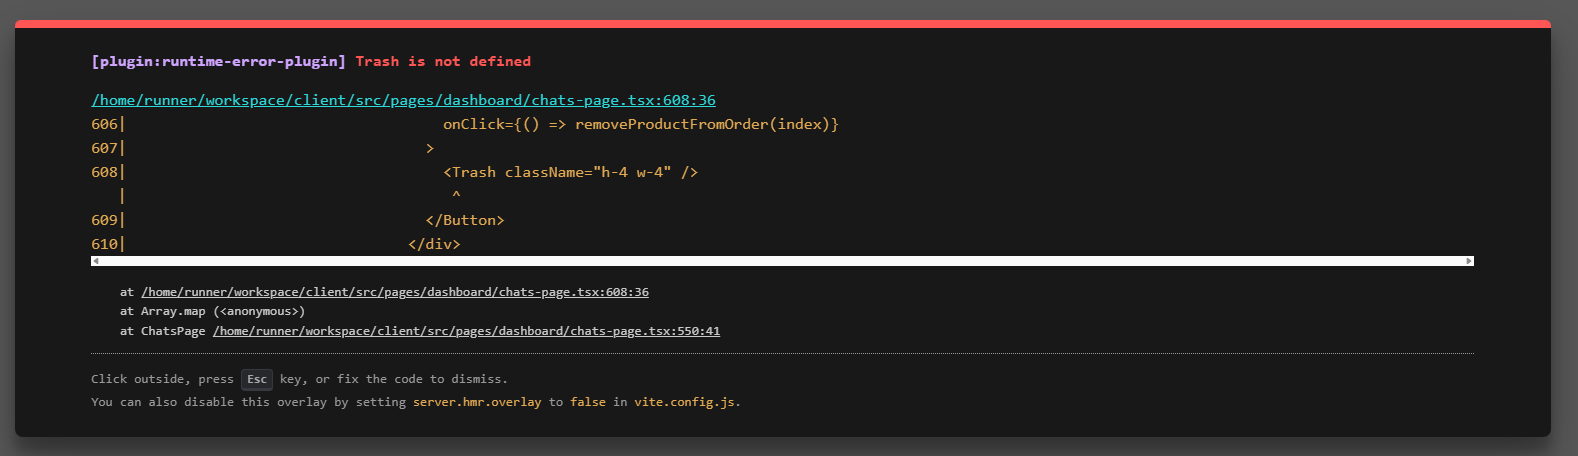 [plugin:runtime-error-plugin] Trash is not defined
/home/runner/workspace/client/src/pages/dashboard/chats-page.tsx:608:36
606|                                    onClick={() => removeProductFromOrder(index)}
607|                                  >
608|                                    <Trash className="h-4 w-4" />
   |                                     ^
609|                                  </Button>
610|                                </div>
at /home/runner/workspace/client/src/pages/dashboard/chats-page.tsx:608:36
at Array.map (<anonymous>)
at ChatsPage /home/runner/workspace/client/src/pages/dashboard/chats-page.tsx:550:41
Click outside, press Esc key, or fix the code to dismiss.
You can also disable this overlay by setting server.hmr.overlay to false in vite.config.js.